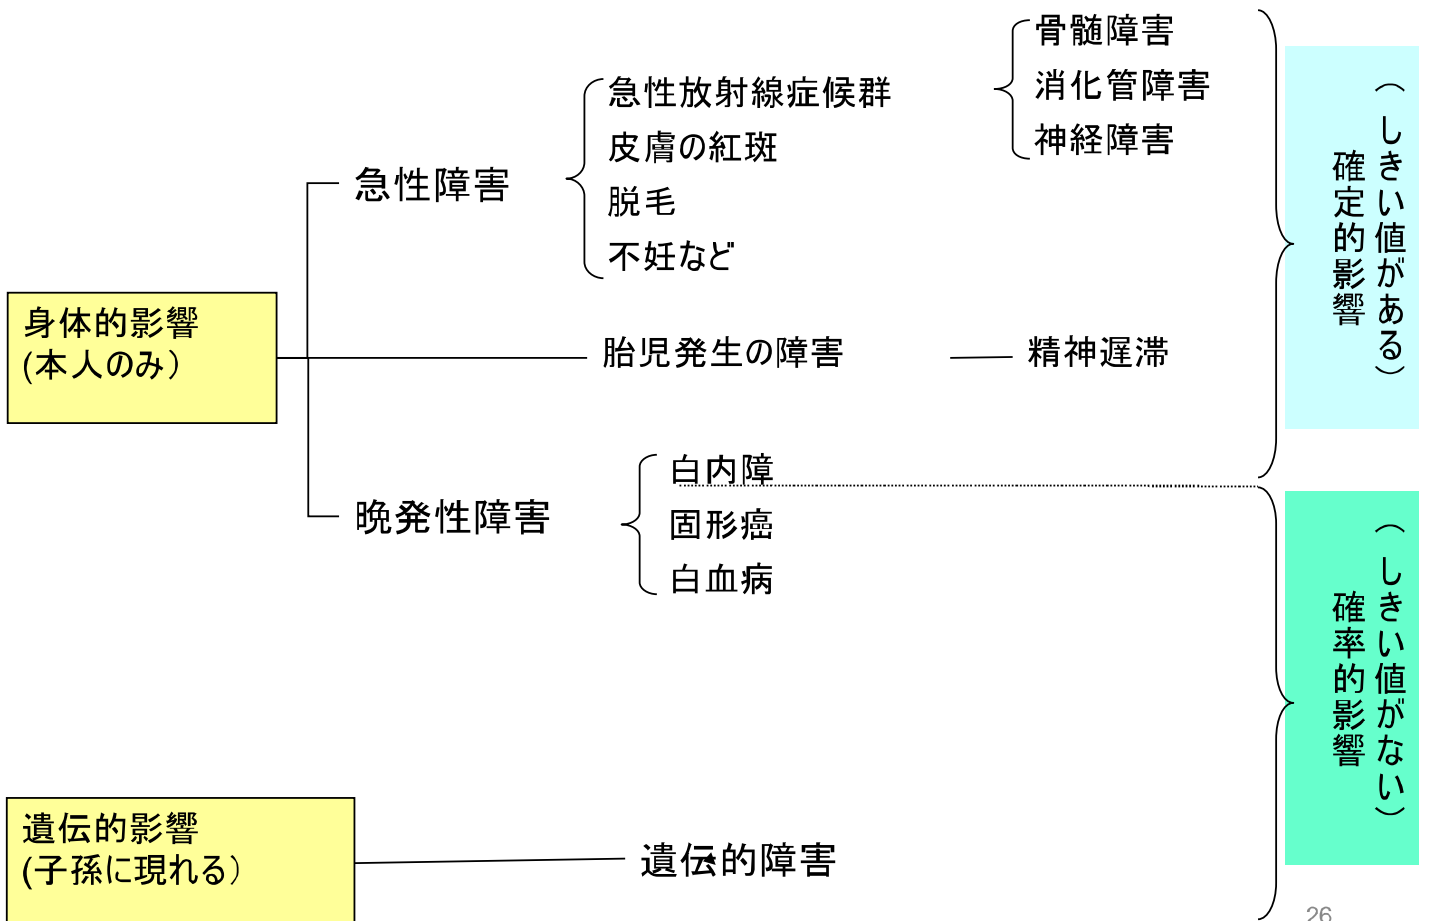 骨髄障害
消化管障害
神経障害
急性放射線症候群
皮膚の紅斑
脱毛
不妊など
急性障害
身体的影響
(本人のみ)
胎児発生の障害
精神遅滞
(しきい値がある)
確定的影響
白内障
固形癌
白血病
晩発性障害
(しきい値がない)
確率的影響
遺伝的影響
(子孫に現れる)
遺伝的障害
26